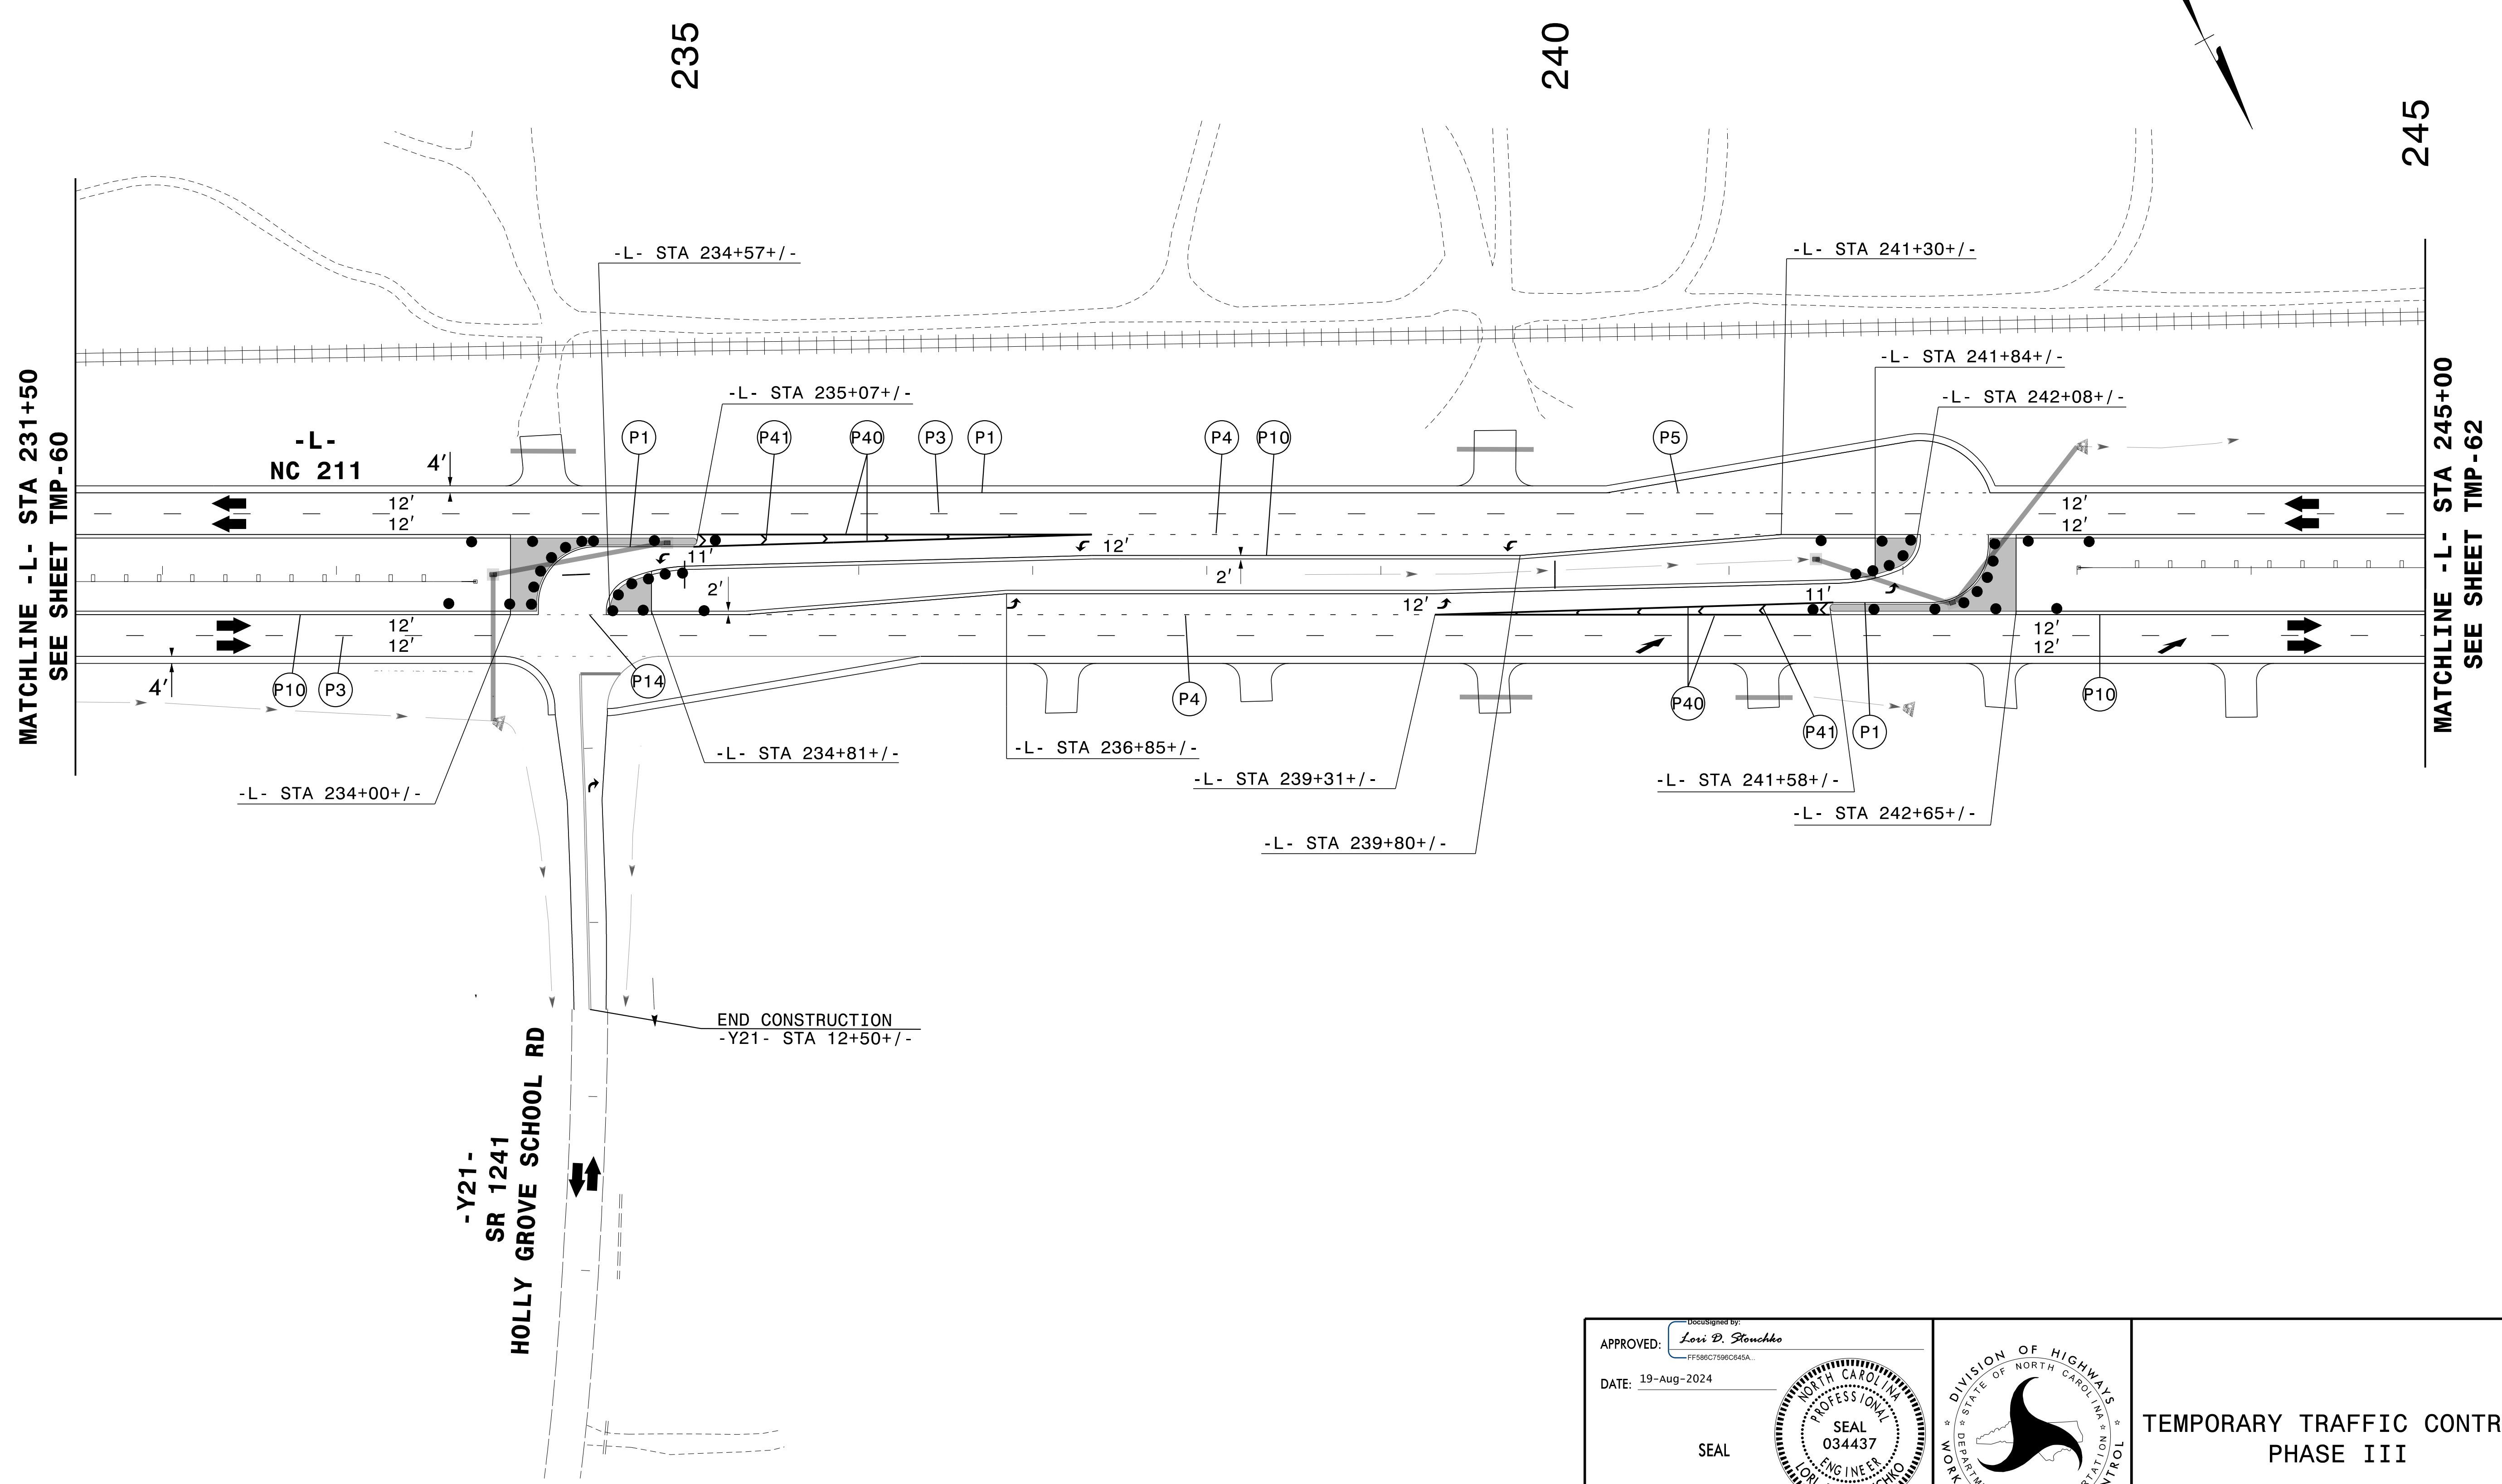 235
240
245
MATCHLINE -L- STA 231+50
SEE SHEET TMP-60
MATCHLINE -L- STA 245+00
SEE SHEET TMP-62
-L- STA 234+57+/-
-L- STA 241+30+/-
-L- STA 241+84+/-
-L- STA 235+07+/-
-L- STA 242+08+/-
-L-
NC 211
4'
P1
P41
P40
P3
P1
P4
P10
P5
12'
12'
12'
12'
11'
12'
2'
2'
12'
11'
12'
12'
12'
12'
4'
P10
P3
P14
P4
P40
P41
P1
P10
-L- STA 234+81+/-
-L- STA 236+85+/-
-L- STA 239+31+/-
-L- STA 241+58+/-
-L- STA 234+00+/-
-L- STA 242+65+/-
-L- STA 239+80+/-
END CONSTRUCTION
-Y21- STA 12+50+/-
-Y21-
SR 1241
HOLLY GROVE SCHOOL RD
DocuSigned by:
APPROVED: Lori D. Stouchko
FF586C7596C645A...
DATE: 19-Aug-2024
SEAL
NORTH CAROLINA
PROFESSIONAL
SEAL
034437
ENGINEER
DIVISION OF HIGHWAYS
STATE OF NORTH CAROLINA
TEMPORARY TRAFFIC CONTR
PHASE III